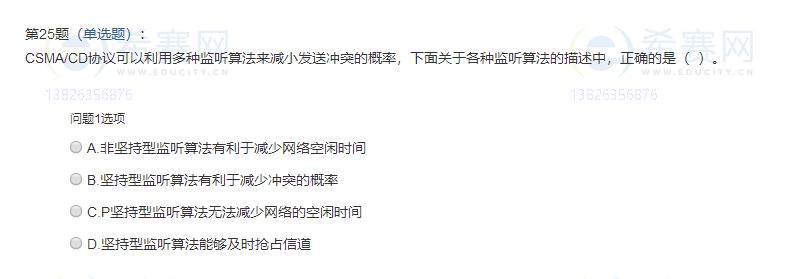 第25题（单选题）：
CSMA/CD协议可以利用多种监听算法来减小发送冲突的概率，下面关于各种监听算法的描述中，正确的是（ ）。
希赛网
WWW.EDUCITY.CN
13826356876
希赛网
WWW.EDUCITY.CN
13826356876
问题1选项
A.非坚持型监听算法有利于减少网络空闲时间
B.坚持型监听算法有利于减少冲突的概率
C.P坚持型监听算法无法减少网络的空闲时间
D.坚持型监听算法能够及时抢占信道